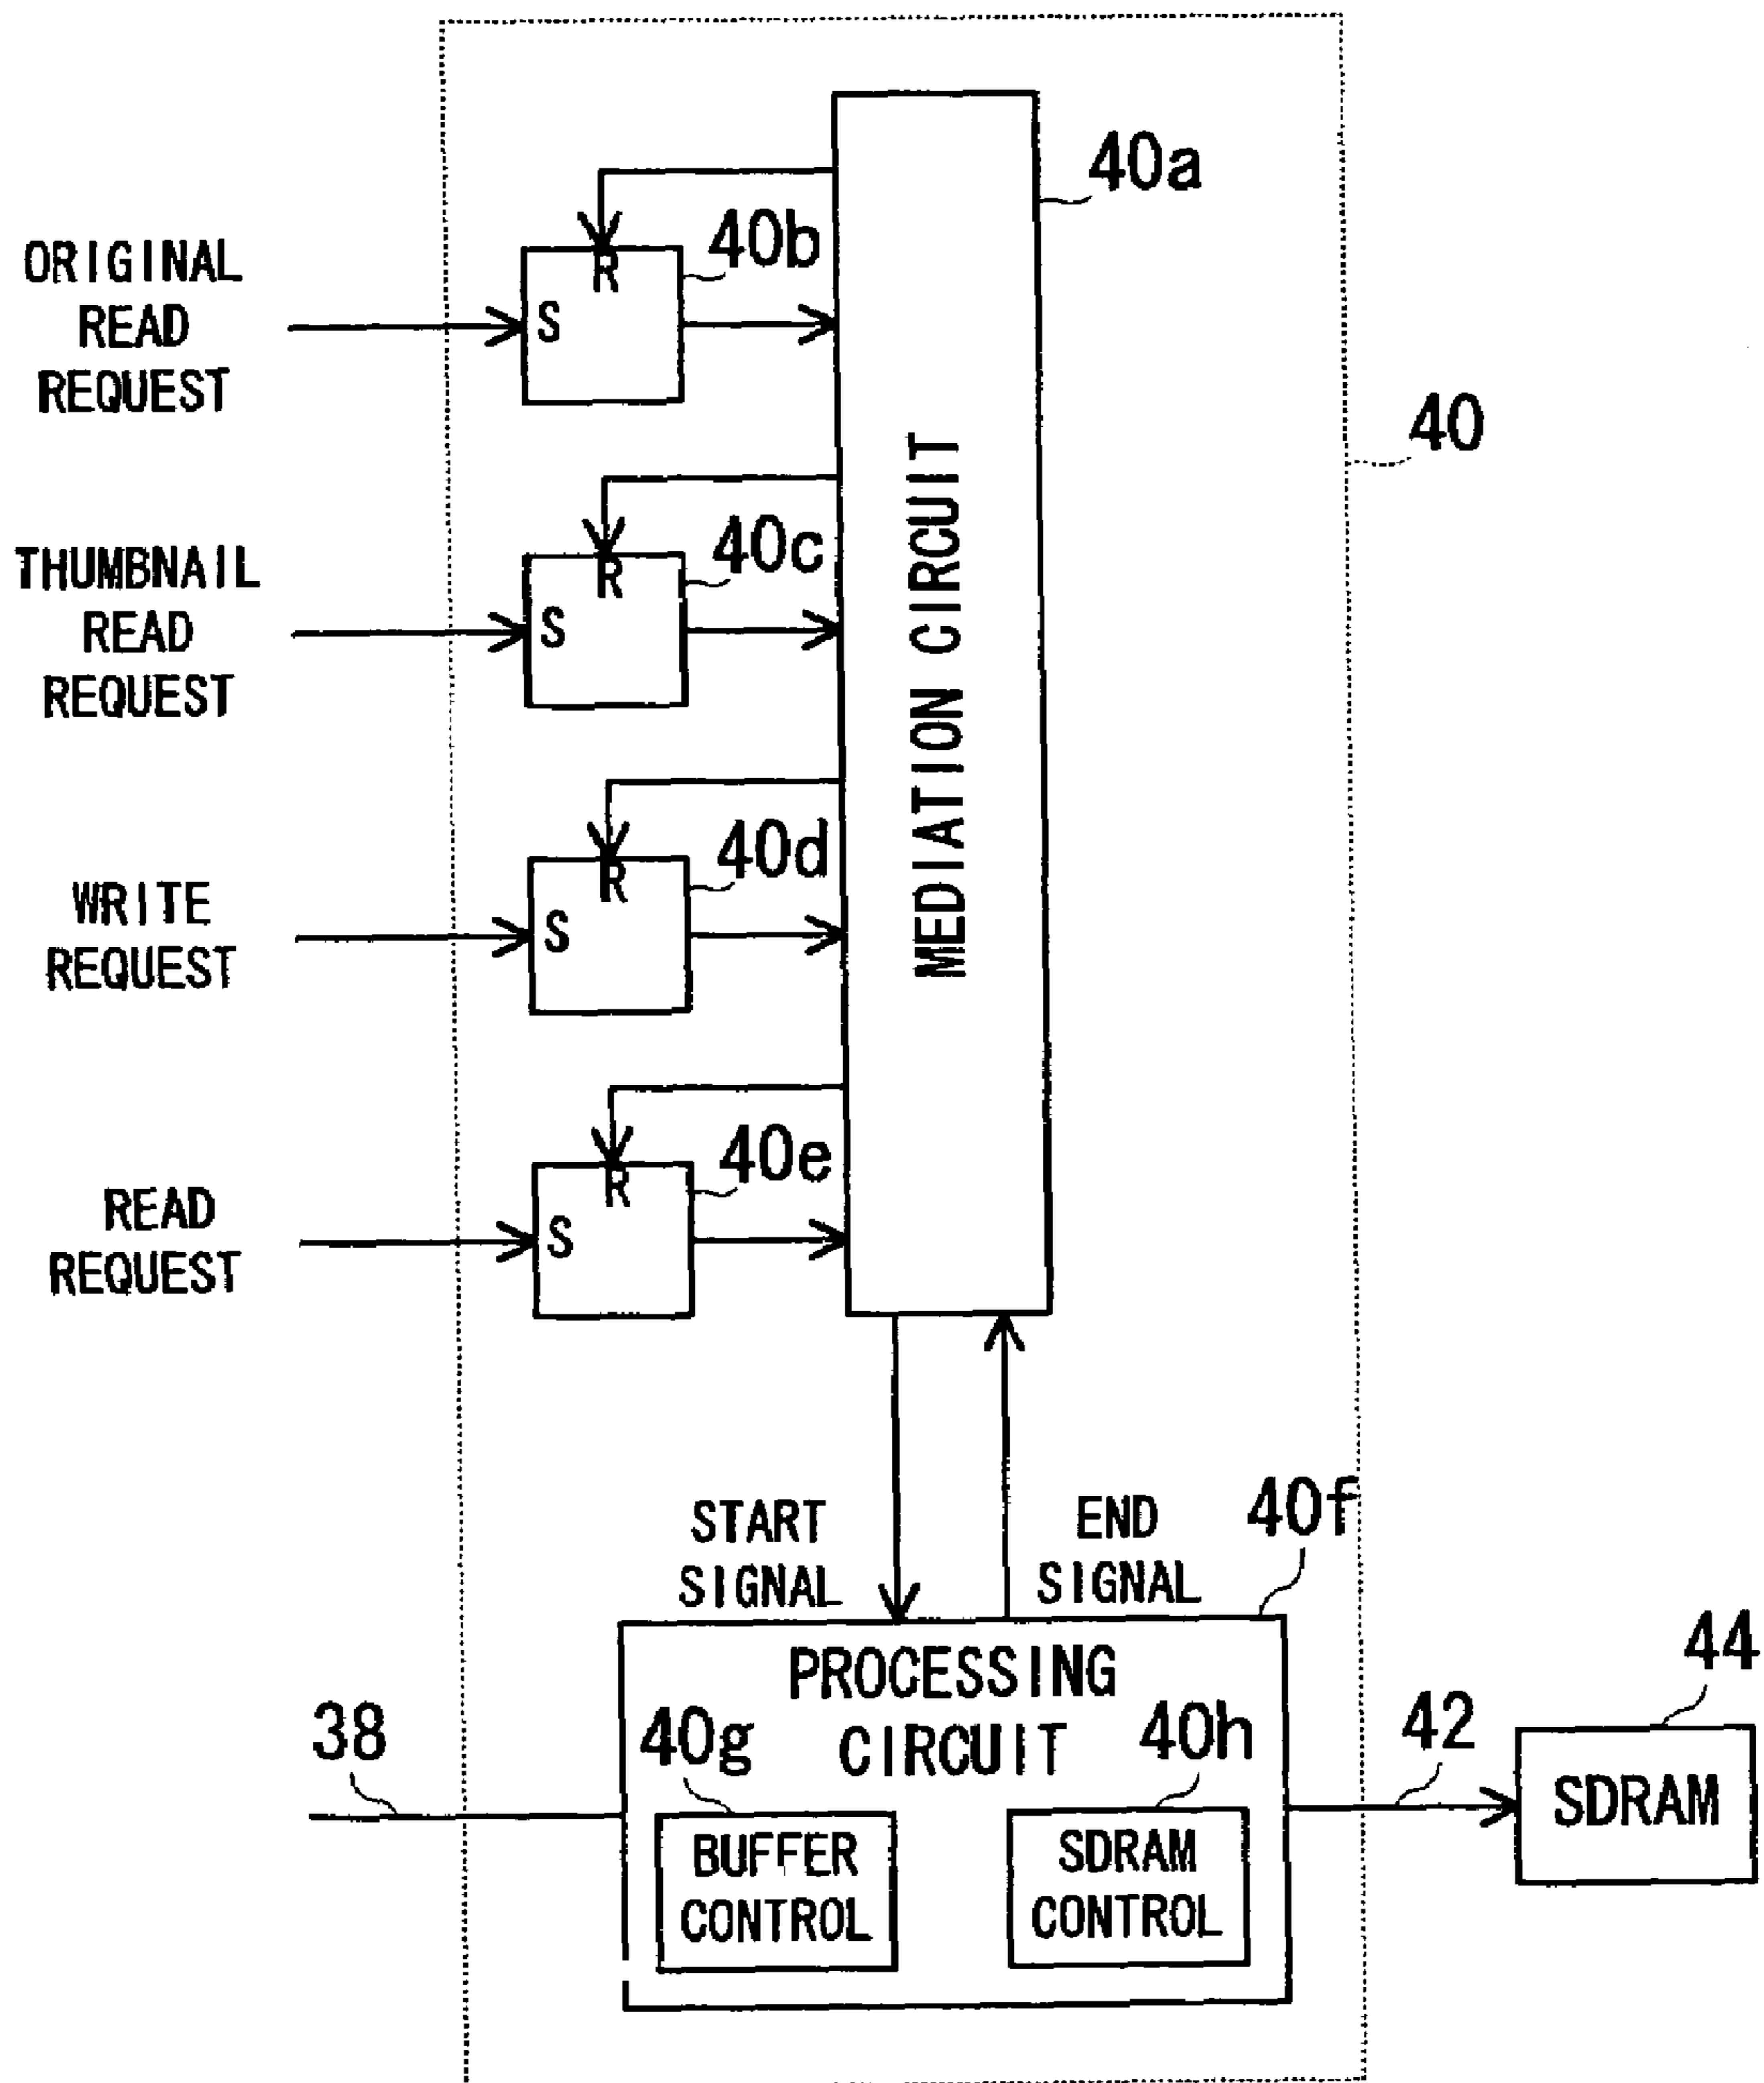 40a
40b
ORIGINAL
READ
REQUEST
R
S
40
40c
THUMBNAIL
READ
REQUEST
R
S
MEDIATION CIRCUIT
40d
WRITE
REQUEST
R
S
40e
READ
REQUEST
R
S
START
SIGNAL
END
SIGNAL
40f
PROCESSING
CIRCUIT
38
40g
40h
42
44
BUFFER
CONTROL
SDRAM
CONTROL
SDRAM